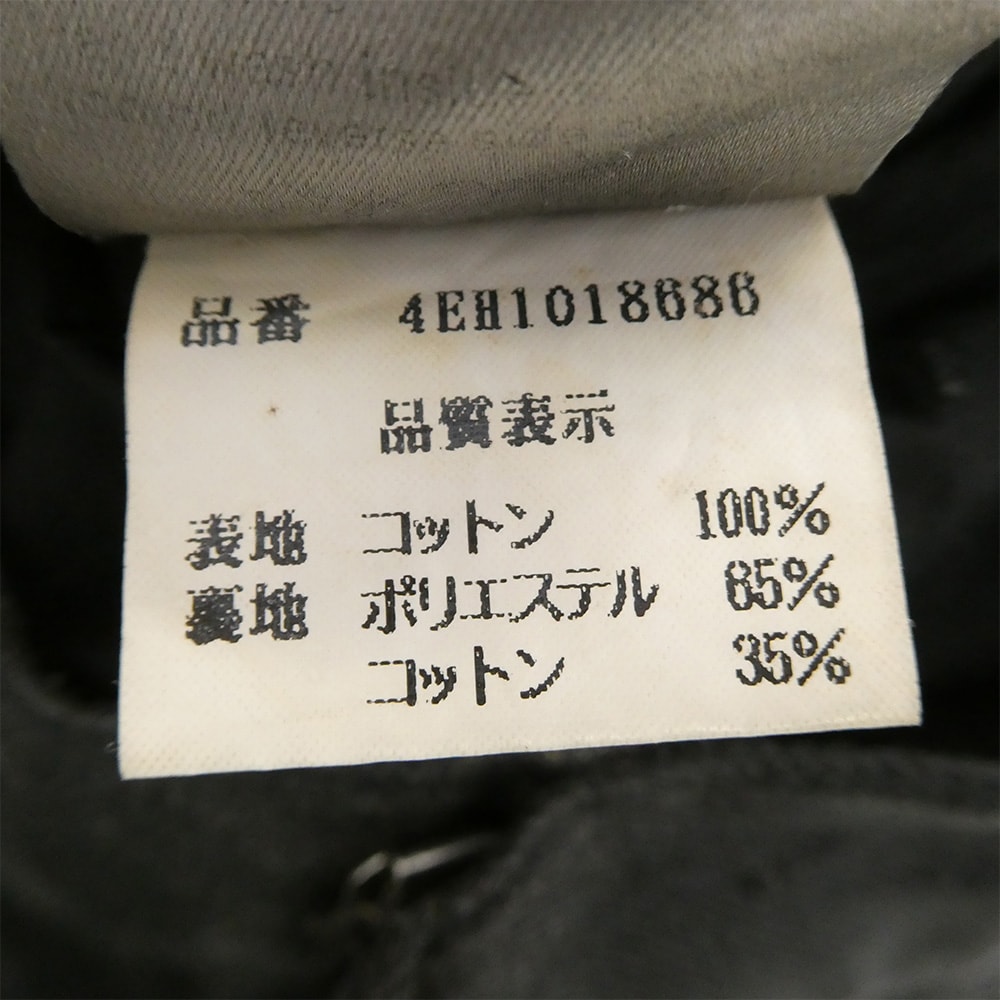 品番 4EH1018686
品質表示
表地 コットン 100%
裏地 ポリエステル 65%
コットン 35%